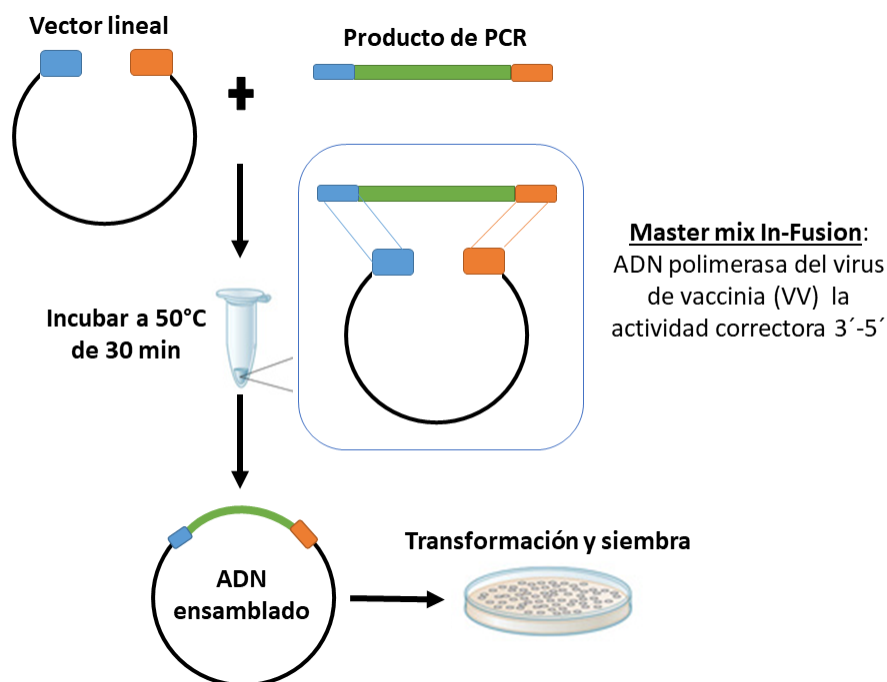 Vector lineal
Producto de PCR
Master mix In-Fusion:
ADN polimerasa del virus
de vaccinia (VV) la
actividad correctora 3´-5´
Incubar a 50°C
de 30 min
ADN
ensamblado
Transformación y siembra